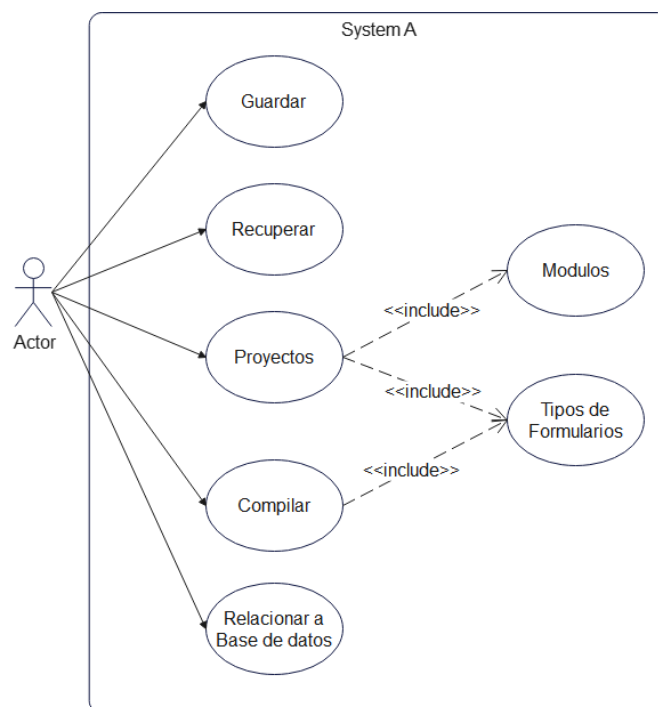 System A
Guardar
Recuperar
Modulos
<<include>>
Actor
Proyectos
<<include>>
Tipos de
Formularios
<<include>>
Compilar
Relacionar a
Base de datos